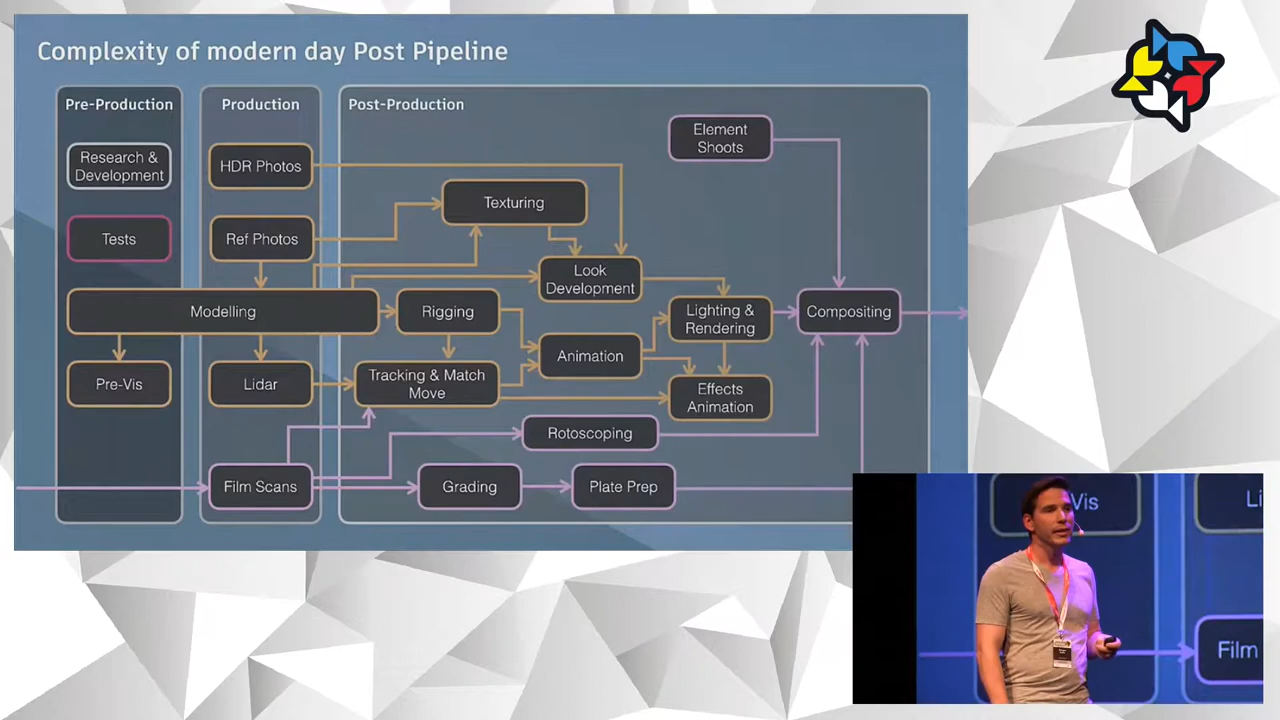 Complexity of modern day Post Pipeline
Pre-Production
Production
Post-Production
Research &
Development
HDR Photos
Element
Shoots
Texturing
Tests
Ref Photos
Look
Development
Modelling
Rigging
Lighting &
Rendering
Compositing
Animation
Pre-Vis
Lidar
Tracking & Match
Move
Effects
Animation
Rotoscoping
Film Scans
Grading
Plate Prep
Vis
Li
Film